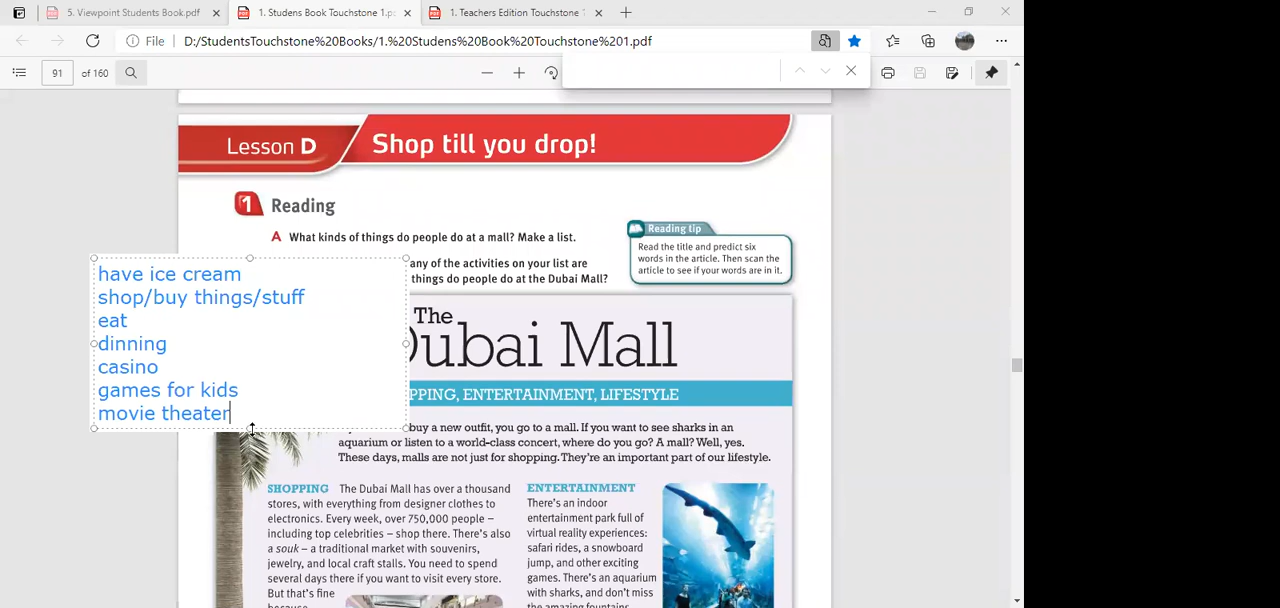 5. Viewpoint Students Book.pdf
1. Studens Book Touchstone 1.p
1. Teachers Edition Touchstone
File
D:/StudentsTouchstone%20Books/1.%20Studens%20Book%20Touchstone%201.pdf
91 of 160
Lesson D Shop till you drop!
1 Reading
A What kinds of things do people do at a mall? Make a list.
any of the activities on your list are
things do people do at the Dubai Mall?
Reading tip
Read the title and predict six
words in the article. Then scan the
article to see if your words are in it.
have ice cream
shop/buy things/stuff
eat
dinning
casino
games for kids
movie theater
The
Dubai Mall
PPING, ENTERTAINMENT, LIFESTYLE
buy a new outfit, you go to a mall. If you want to see sharks in an
aquarium or listen to a world-class concert, where do you go? A mall? Well, yes.
These days, malls are not just for shopping. They're an important part of our lifestyle.
SHOPPING The Dubai Mall has over a thousand
stores, with everything from designer clothes to
electronics. Every week, over 750,000 people –
including top celebrities – shop there. There's also
a souk – a traditional market with souvenirs,
jewelry, and local craft stalls. You need to spend
several days there if you want to visit every store.
But that's fine
because
ENTERTAINMENT
There's an indoor
entertainment park full of
virtual reality experiences:
safari rides, a snowboard
jump, and other exciting
games. There's an aquarium
with sharks, and don't miss
the amazing fountains